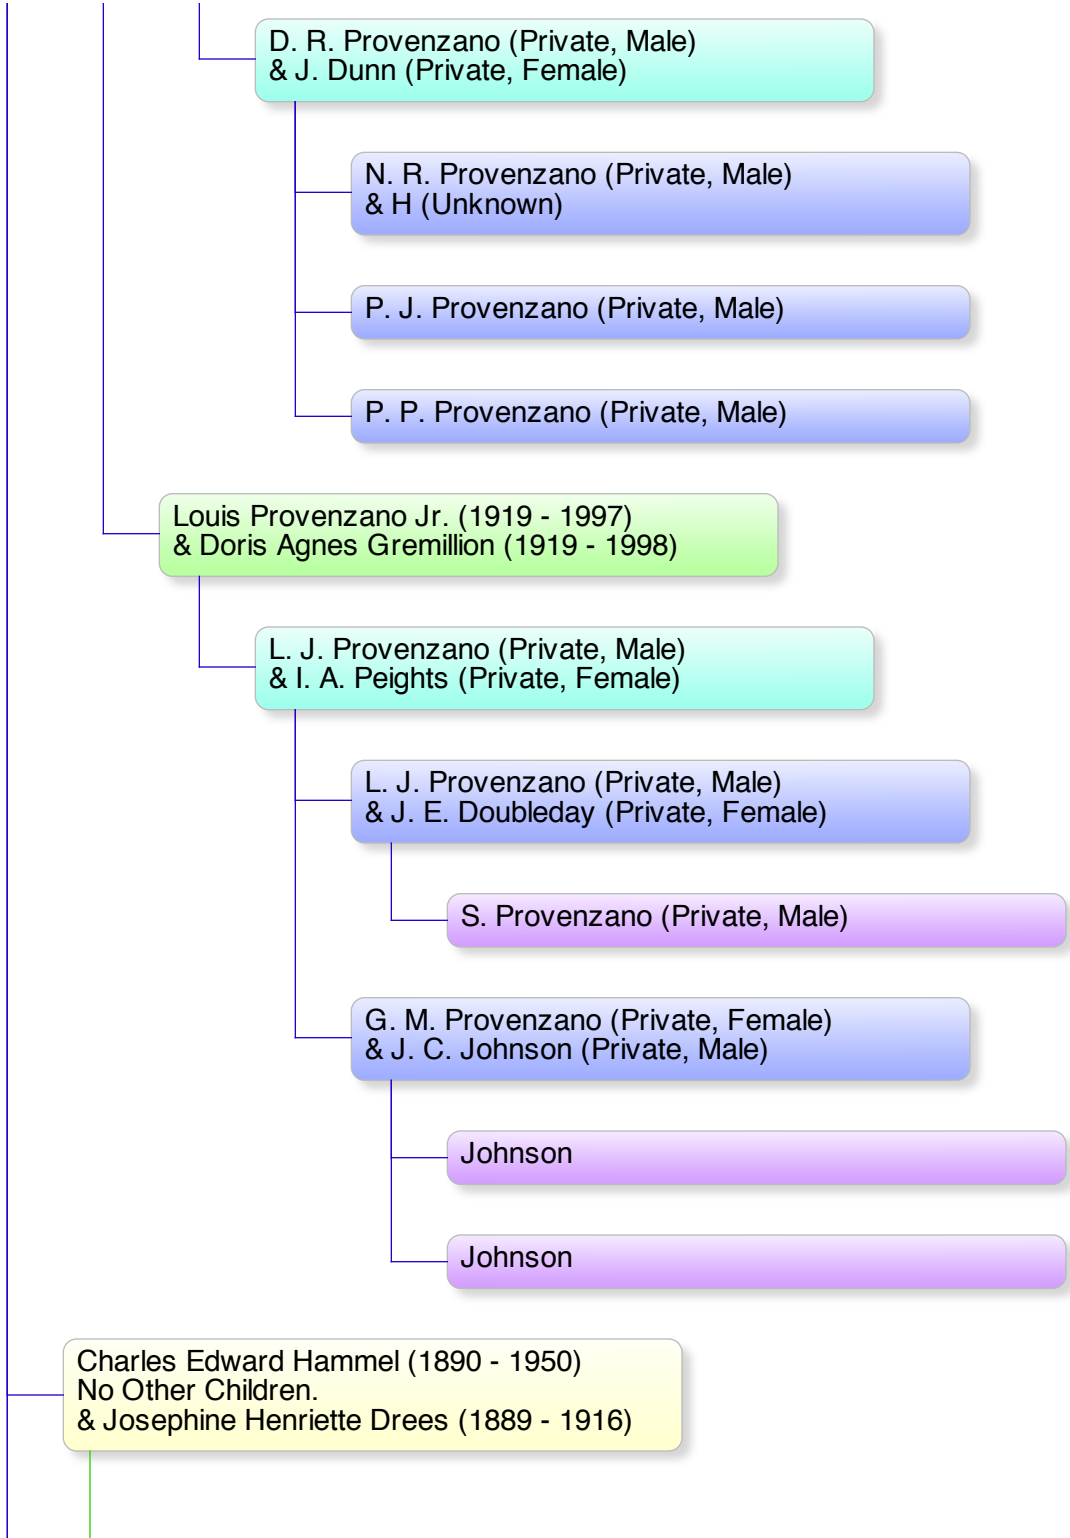 D. R. Provenzano (Private, Male)
& J. Dunn (Private, Female)
N. R. Provenzano (Private, Male)
& H (Unknown)
P. J. Provenzano (Private, Male)
P. P. Provenzano (Private, Male)
Louis Provenzano Jr. (1919 - 1997)
& Doris Agnes Gremillion (1919 - 1998)
L. J. Provenzano (Private, Male)
& I. A. Peights (Private, Female)
L. J. Provenzano (Private, Male)
& J. E. Doubleday (Private, Female)
S. Provenzano (Private, Male)
G. M. Provenzano (Private, Female)
& J. C. Johnson (Private, Male)
Johnson
Johnson
Charles Edward Hammel (1890 - 1950)
No Other Children.
& Josephine Henriette Drees (1889 - 1916)